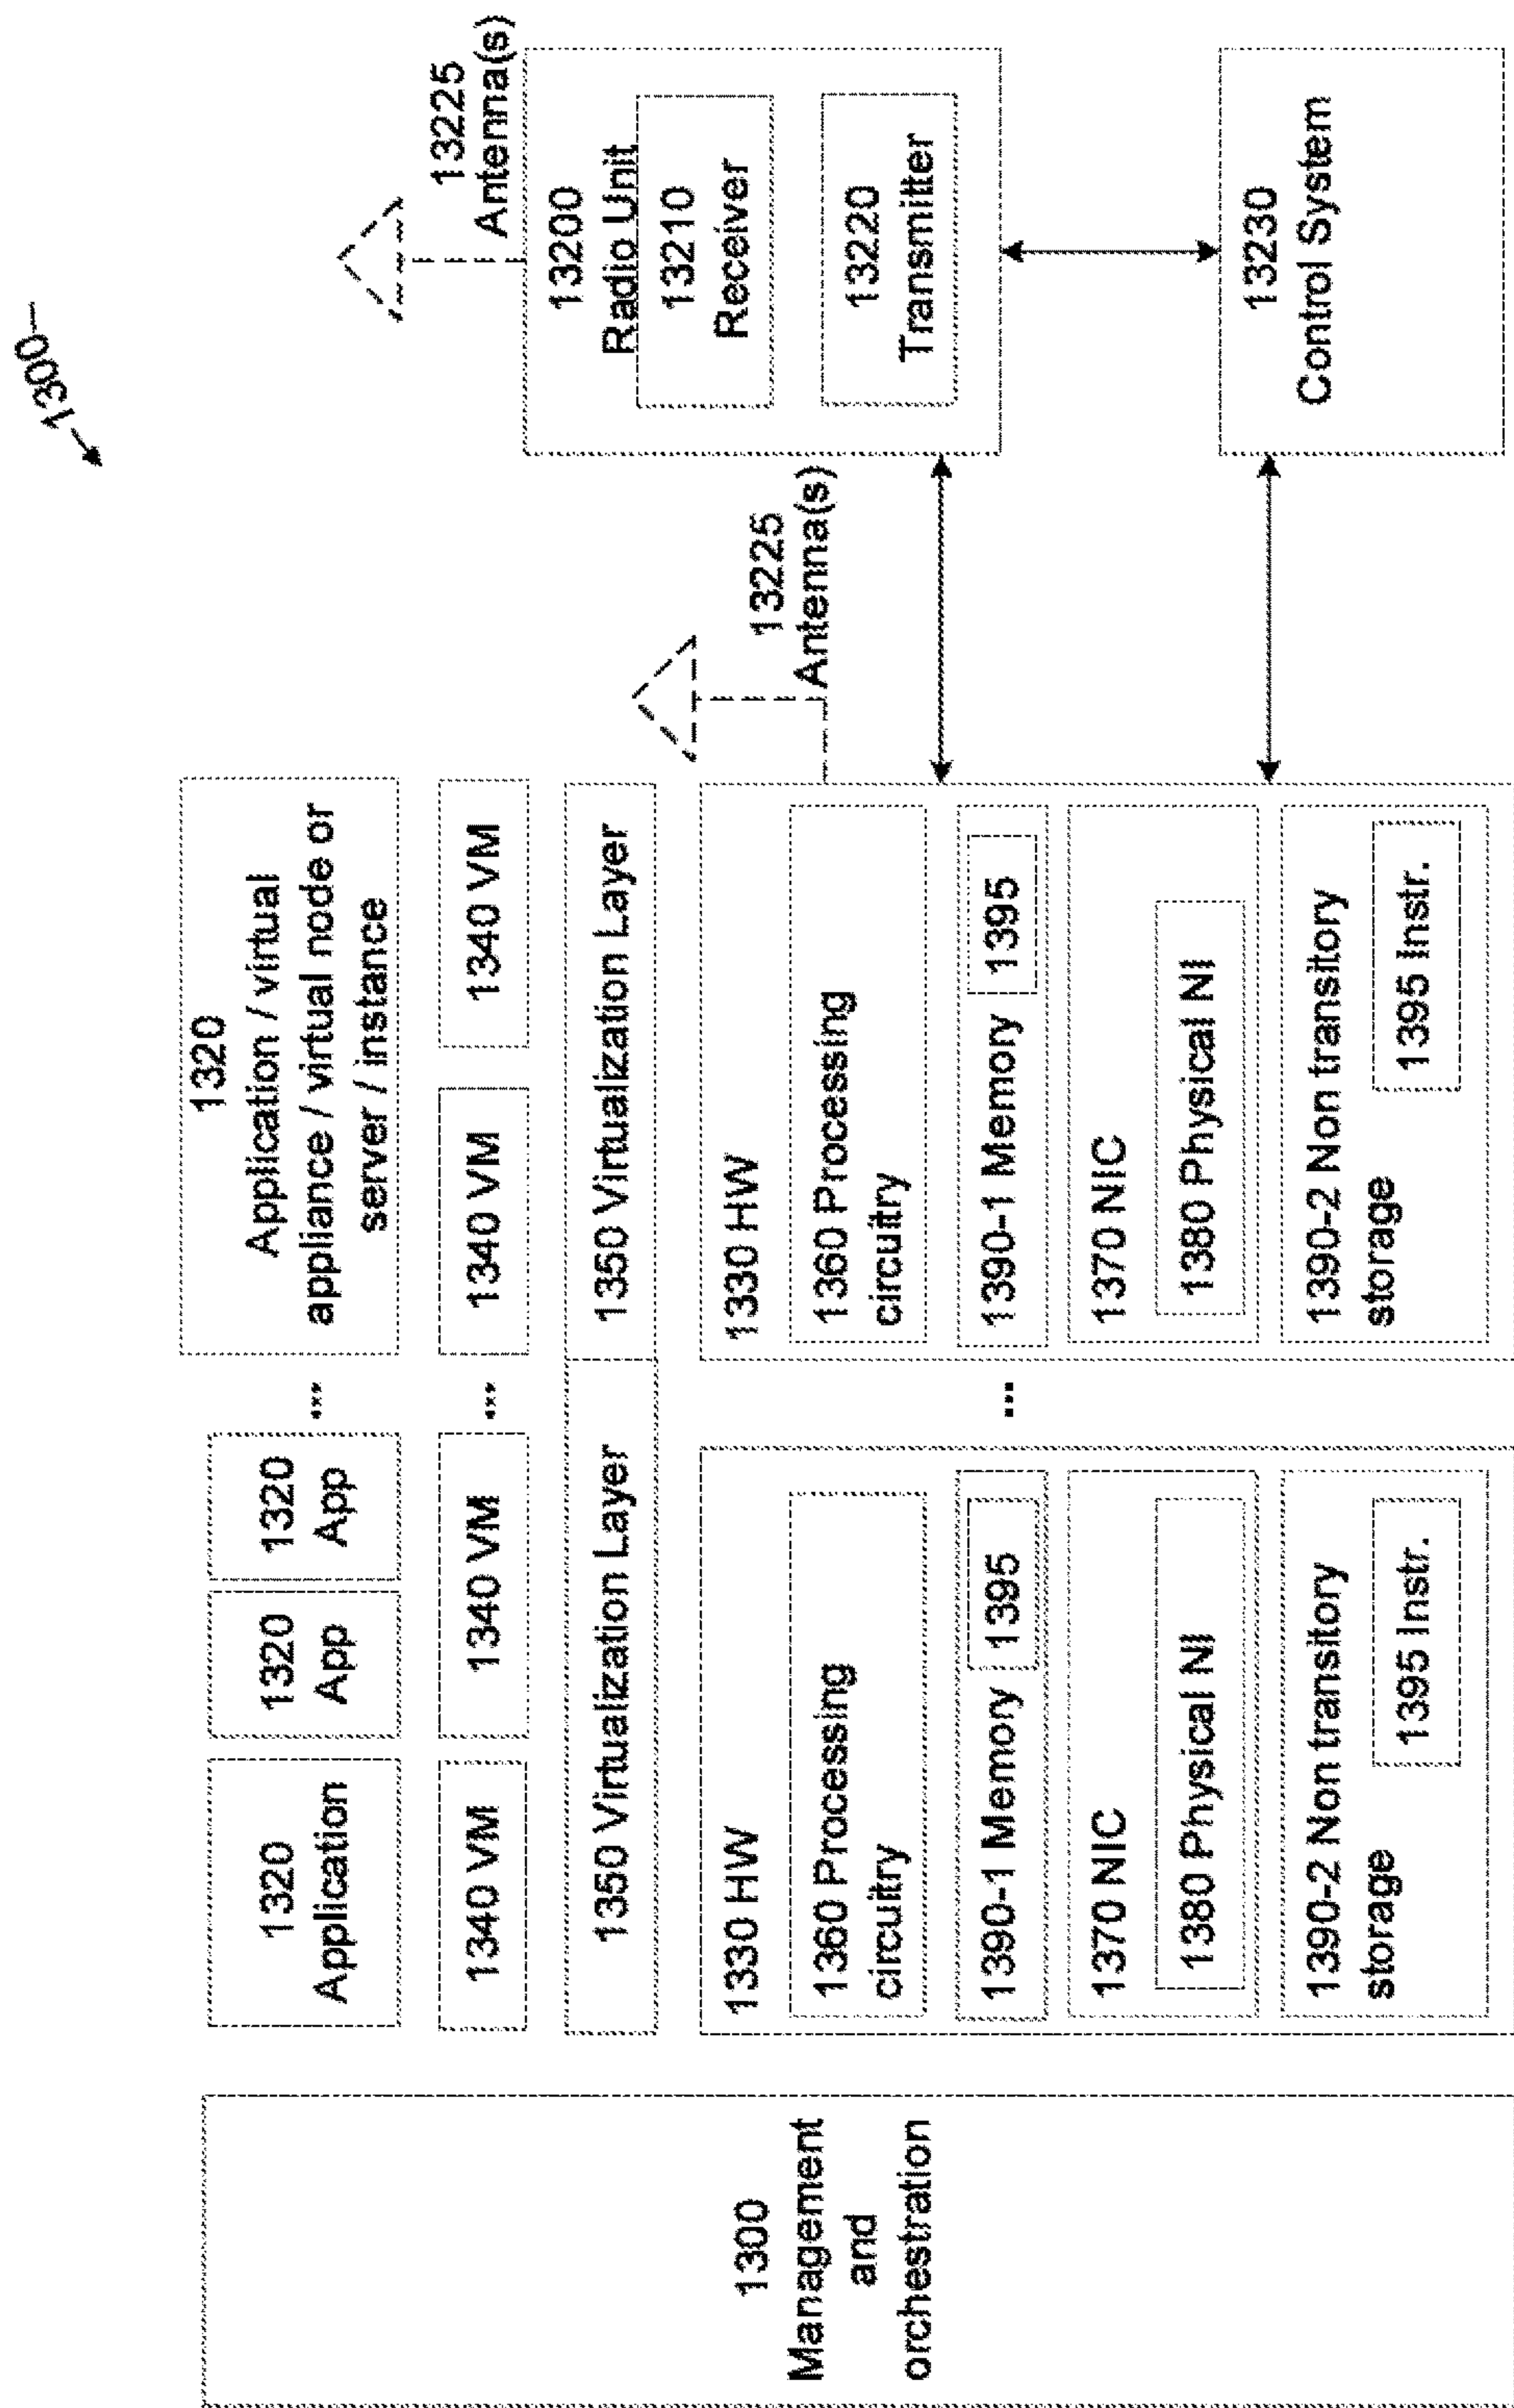 1300
1300
Management
and
orchestration
1320
Application
1320
App
1320
App
...
1320
Application / virtual
appliance / virtual node or
server / instance
1340 VM
1340 VM
...
1340 VM
1340 VM
1350 Virtualization Layer
1350 Virtualization Layer
1330 HW
1360 Processing
circuitry
1390-1 Memory
1395
1370 NIC
1380 Physical NI
1390-2 Non transitory
storage
1395 Instr.
...
1330 HW
1360 Processing
circuitry
1390-1 Memory
1395
1370 NIC
1380 Physical NI
1390-2 Non transitory
storage
1395 Instr.
13225
Antenna(s)
13225
Antenna(s)
13200
Radio Unit
13210
Receiver
13220
Transmitter
13230
Control System